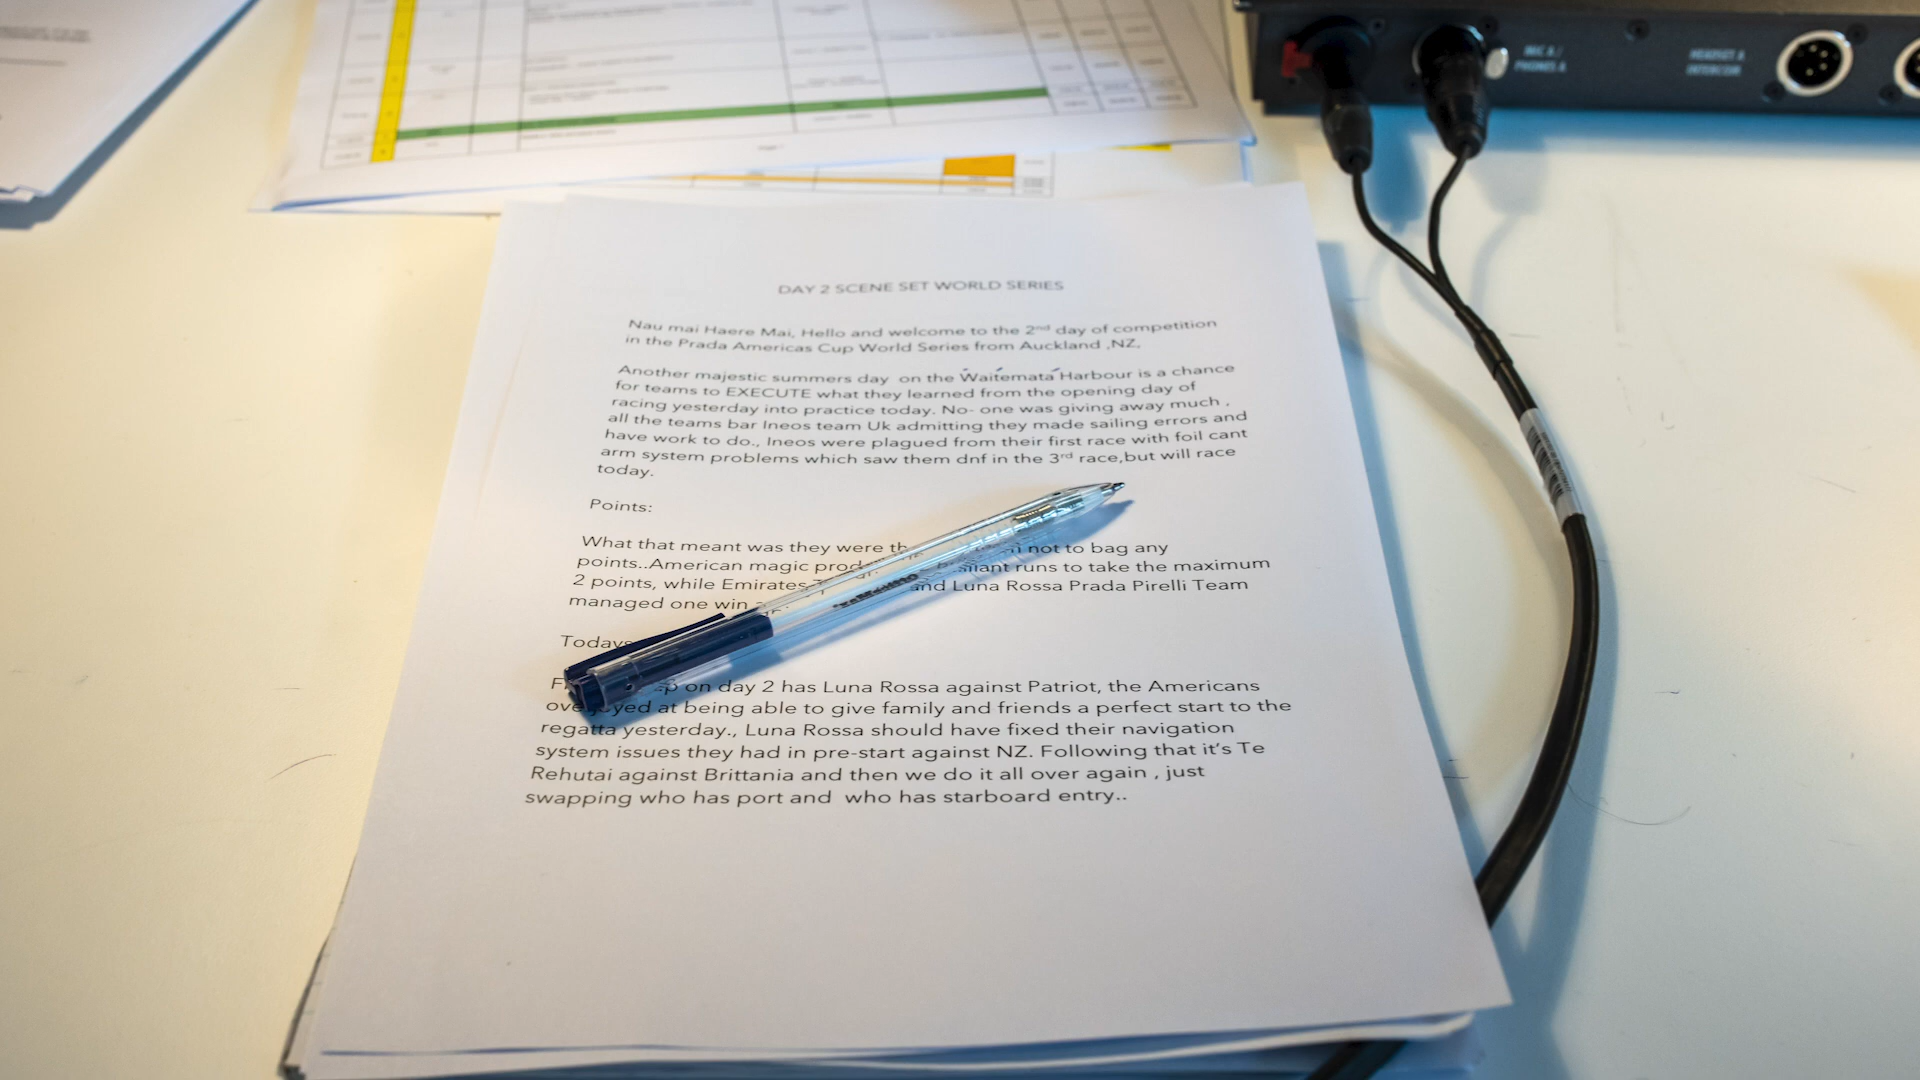 MIC A /
PHONES A
HEADSET A
INTERCOM
DAY 2 SCENE SET WORLD SERIES
Nau mai Haere Mai, Hello and welcome to the 2nd day of competition
in the Prada Americas Cup World Series from Auckland ,NZ.
Another majestic summers day on the Waitemata Harbour is a chance
for teams to EXECUTE what they learned from the opening day of
racing yesterday into practice today. No- one was giving away much ,
all the teams bar Ineos team Uk admitting they made sailing errors and
have work to do., Ineos were plagued from their first race with foil cant
arm system problems which saw them dnf in the 3rd race,but will race
today.
Points:
What that meant was they were not to bag any
points..American magic runs to take the maximum
2 points, while Emirates and Luna Rossa Prada Pirelli Team
managed one win
Todays
on day 2 has Luna Rossa against Patriot, the Americans
overjoyed at being able to give family and friends a perfect start to the
regatta yesterday., Luna Rossa should have fixed their navigation
system issues they had in pre-start against NZ. Following that it's Te
Rehutai against Brittania and then we do it all over again , just
swapping who has port and who has starboard entry..